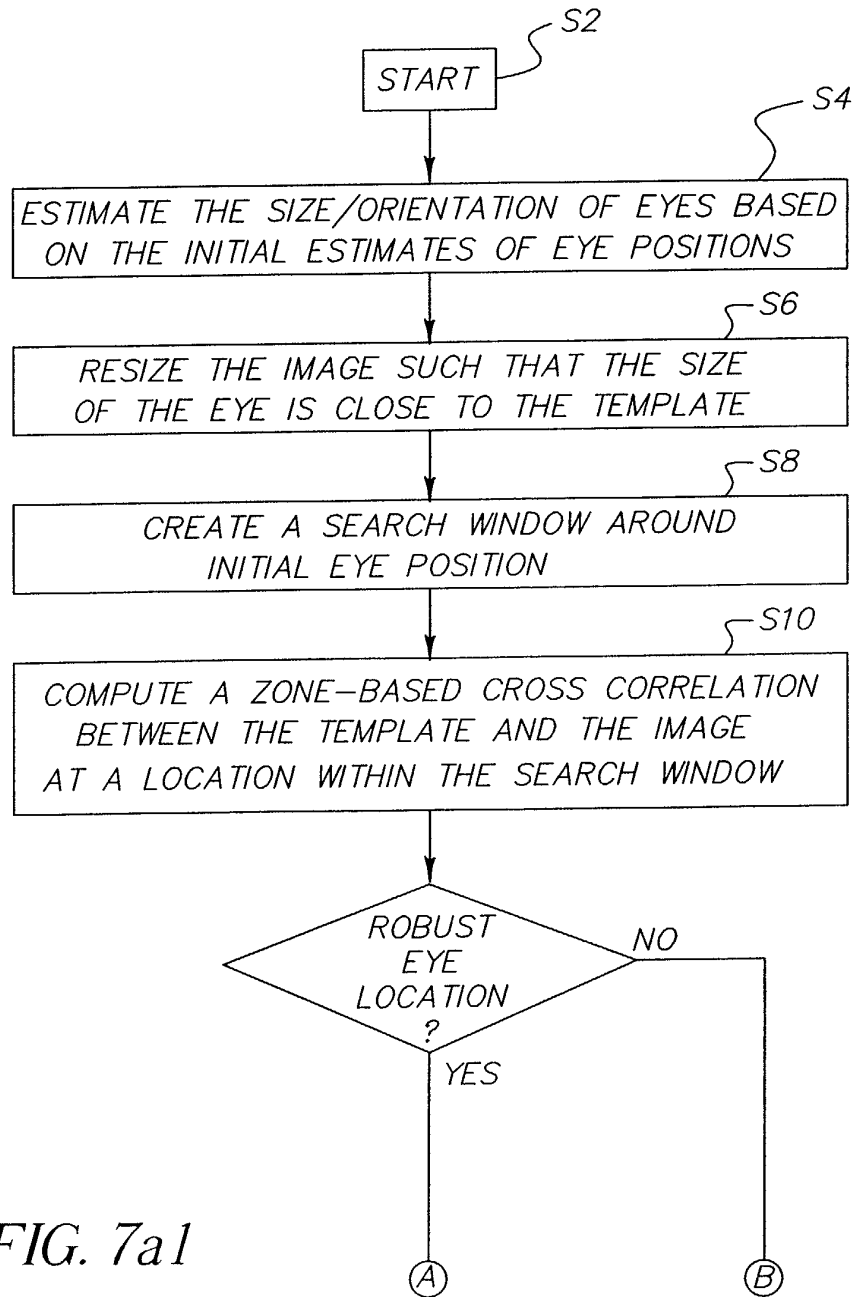 S2
START
S4
ESTIMATE THE SIZE/ORIENTATION OF EYES BASED
ON THE INITIAL ESTIMATES OF EYE POSITIONS
S6
RESIZE THE IMAGE SUCH THAT THE SIZE
OF THE EYE IS CLOSE TO THE TEMPLATE
S8
CREATE A SEARCH WINDOW AROUND
INITIAL EYE POSITION
S10
COMPUTE A ZONE-BASED CROSS CORRELATION
BETWEEN THE TEMPLATE AND THE IMAGE
AT A LOCATION WITHIN THE SEARCH WINDOW
ROBUST
EYE
LOCATION
?
NO
YES
FIG. 7a1
A
B